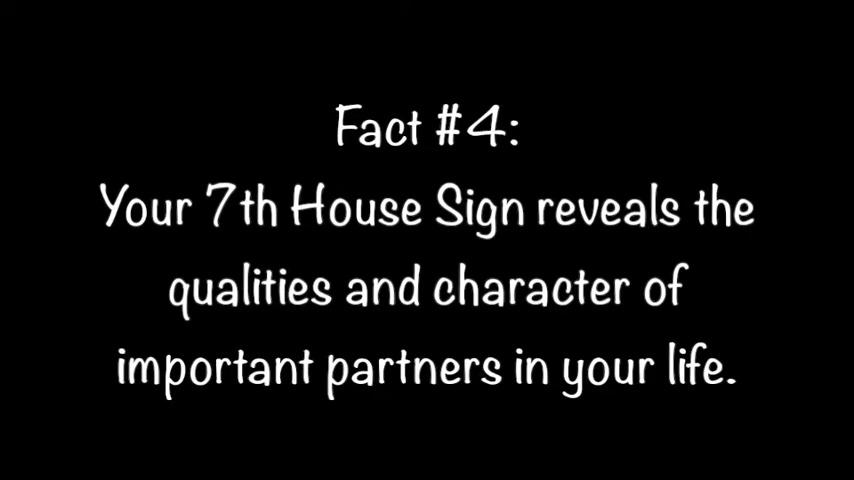 Fact #4:
Your 7th House Sign reveals the
qualities and character of
important partners in your life.